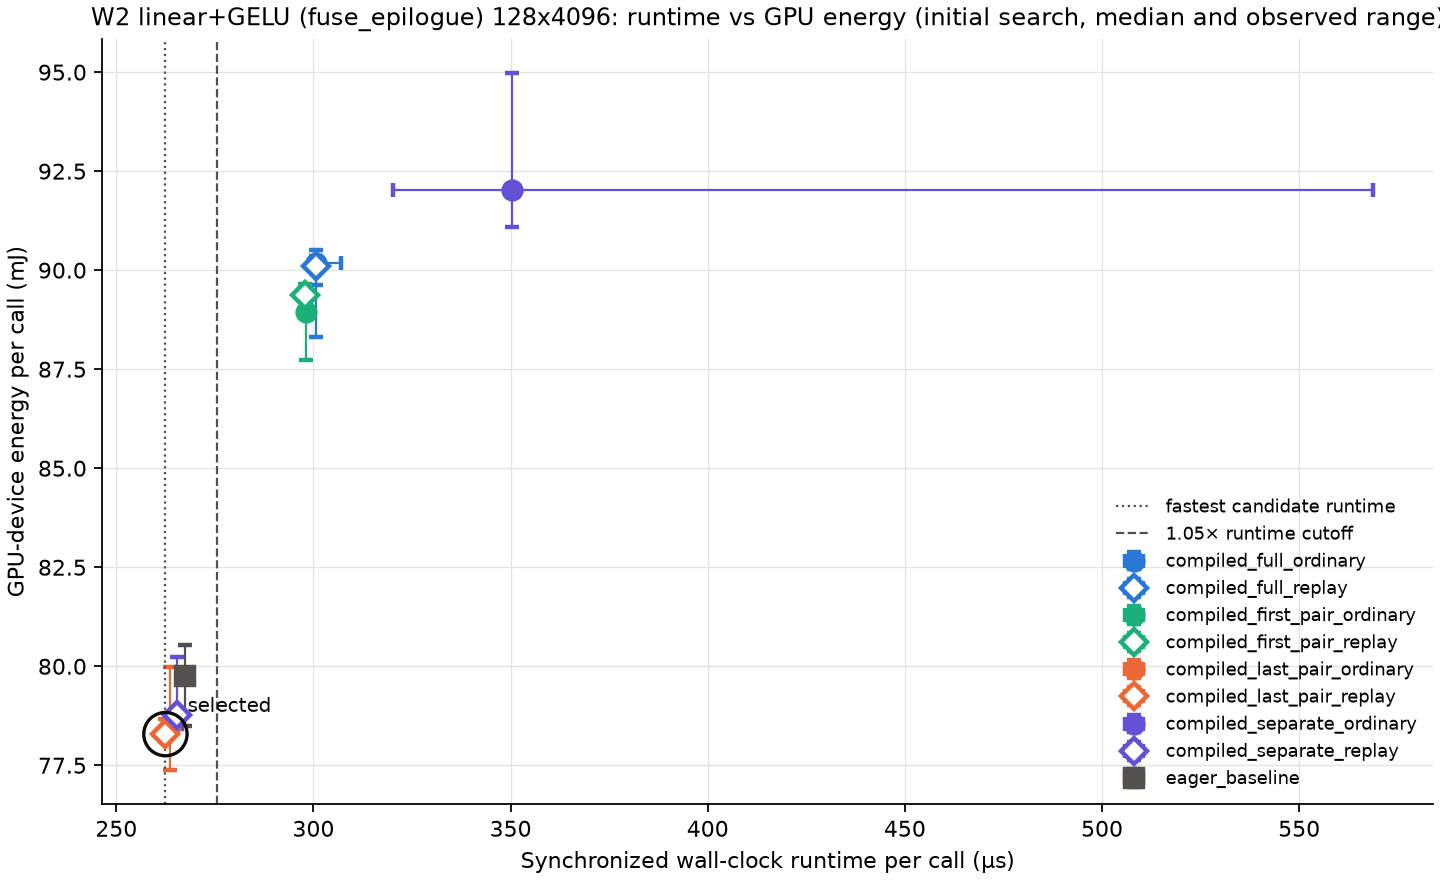 W2 linear+GELU (fuse_epilogue) 128x4096: runtime vs GPU energy (initial search, median and observed range)
GPU-device energy per call (mJ)
95.0
92.5
90.0
87.5
85.0
82.5
80.0
77.5
selected
fastest candidate runtime
1.05× runtime cutoff
compiled_full_ordinary
compiled_full_replay
compiled_first_pair_ordinary
compiled_first_pair_replay
compiled_last_pair_ordinary
compiled_last_pair_replay
compiled_separate_ordinary
compiled_separate_replay
eager_baseline
250 300 350 400 450 500 550
Synchronized wall-clock runtime per call (µs)